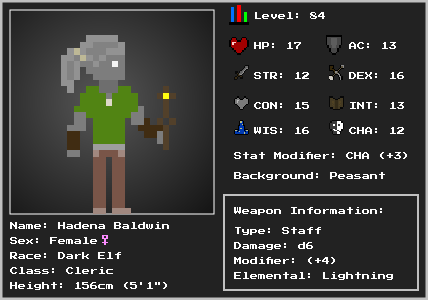 Level: 84
HP: 17
AC: 13
STR: 12
DEX: 16
CON: 15
INT: 13
WIS: 16
CHA: 12
Stat Modifier: CHA (+3)
Background: Peasant
Name: Hadena Baldwin
Sex: Female♀
Race: Dark Elf
Class: Cleric
Height: 156cm (5'1")
Weapon Information:
Type: Staff
Damage: d6
Modifier: (+4)
Elemental: Lightning